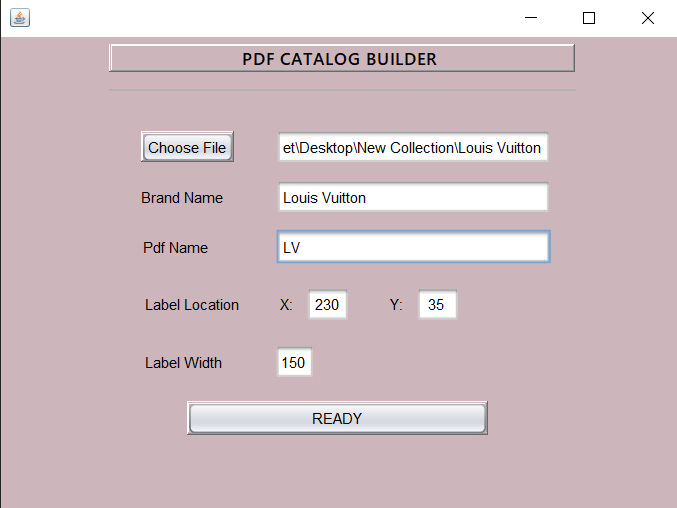 PDF CATALOG BUILDER
Choose File et\Desktop\New Collection\Louis Vuitton
Brand Name Louis Vuitton
Pdf Name LV
Label Location X: 230 Y: 35
Label Width 150
READY